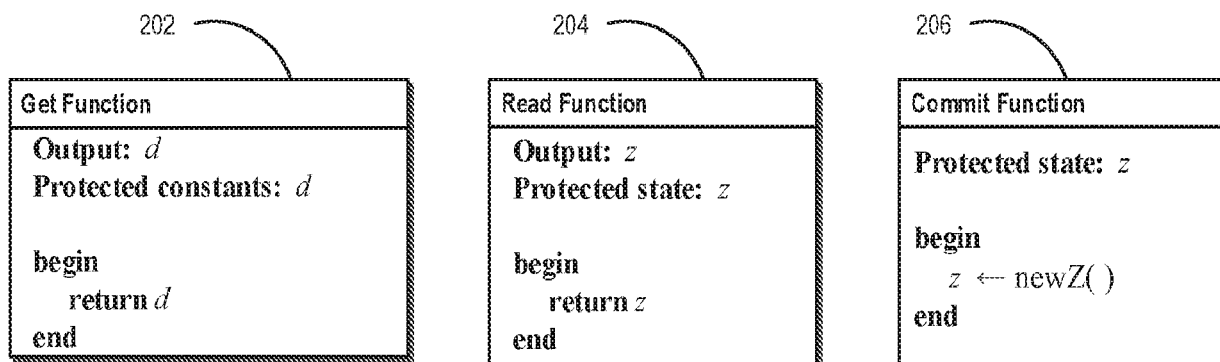 202
204
206
Get Function
Output: d
Protected constants: d
begin
return d
end
Read Function
Output: z
Protected state: z
begin
return z
end
Commit Function
Protected state: z
begin
z ← newZ( )
end